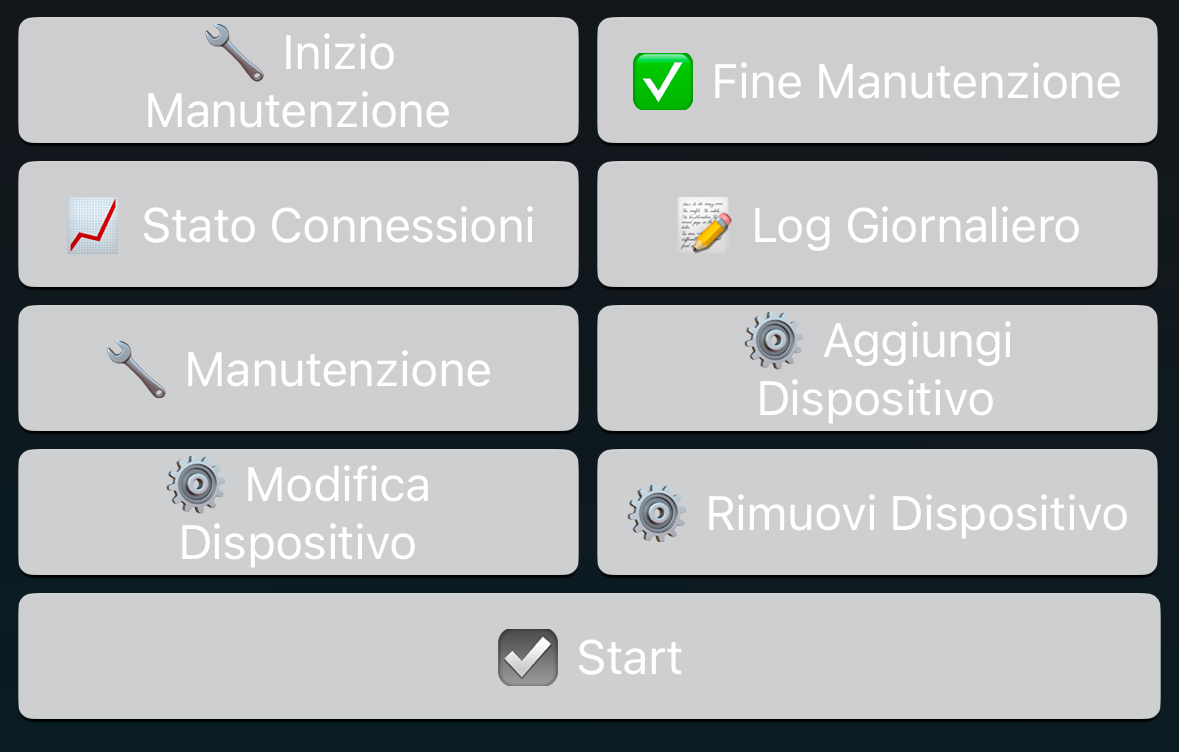 🔧 Inizio
Manutenzione
✅ Fine Manutenzione
📈 Stato Connessioni
📝 Log Giornaliero
🔧 Manutenzione
⚙️ Aggiungi
Dispositivo
⚙️ Modifica
Dispositivo
⚙️ Rimuovi Dispositivo
☑️ Start